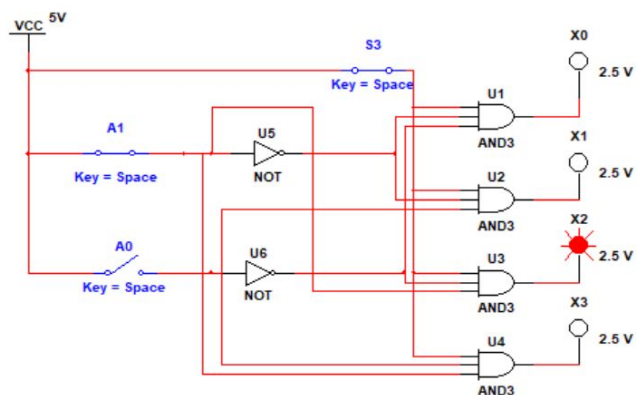 VCC 5V
S3
Key = Space
A1
Key = Space
U5
NOT
A0
Key = Space
U6
NOT
U1
AND3
U2
AND3
U3
AND3
U4
AND3
X0
2.5 V
X1
2.5 V
X2
2.5 V
X3
2.5 V